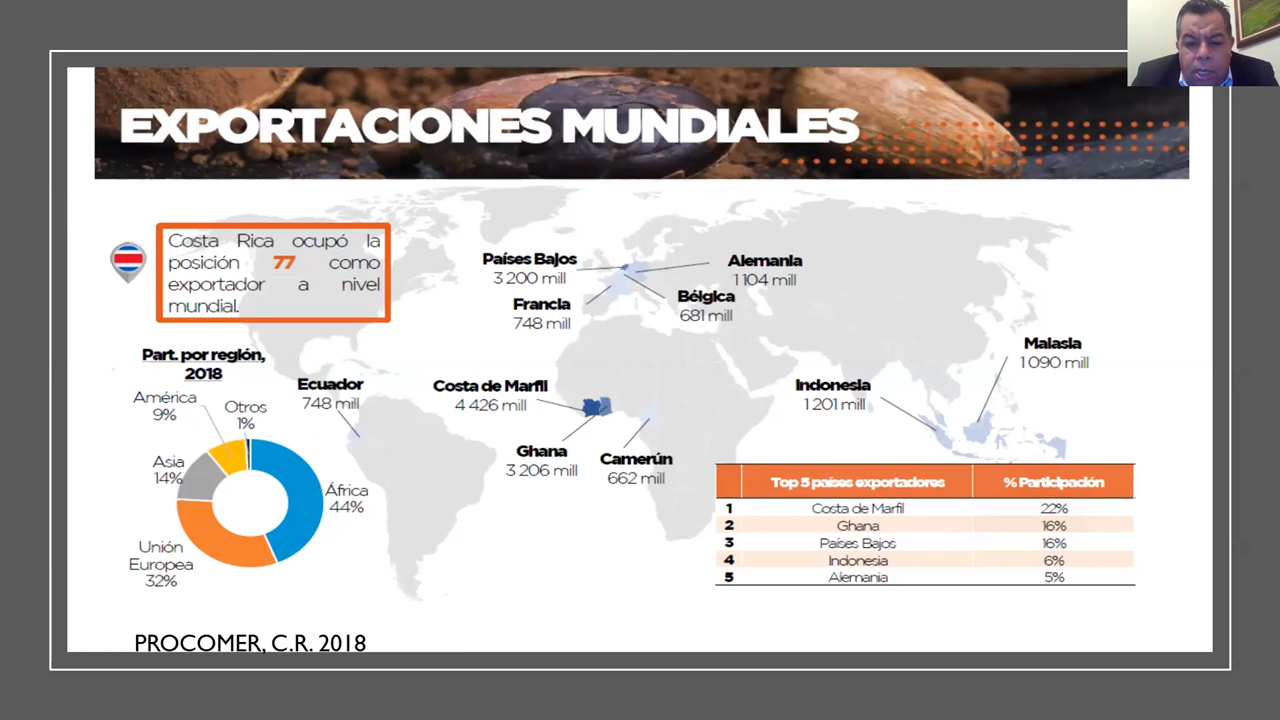 EXPORTACIONES MUNDIALES
Costa Rica ocupó la
posición 77 como
exportador a nivel
mundial.
Part. por región,
2018
América
9%
Otros
1%
Asia
14%
África
44%
Unión
Europea
32%
Ecuador
748 mill
Países Bajos
3 200 mill
Francia
748 mill
Alemania
1 104 mill
Bélgica
681 mill
Costa de Marfil
4 426 mill
Ghana
3 206 mill
Camerún
662 mill
Indonesia
1 201 mill
Malasia
1 090 mill
Top 5 países exportadores % Participación
1 Costa de Marfil 22%
2 Ghana 16%
3 Países Bajos 16%
4 Indonesia 6%
5 Alemania 5%
PROCOMER, C.R. 2018